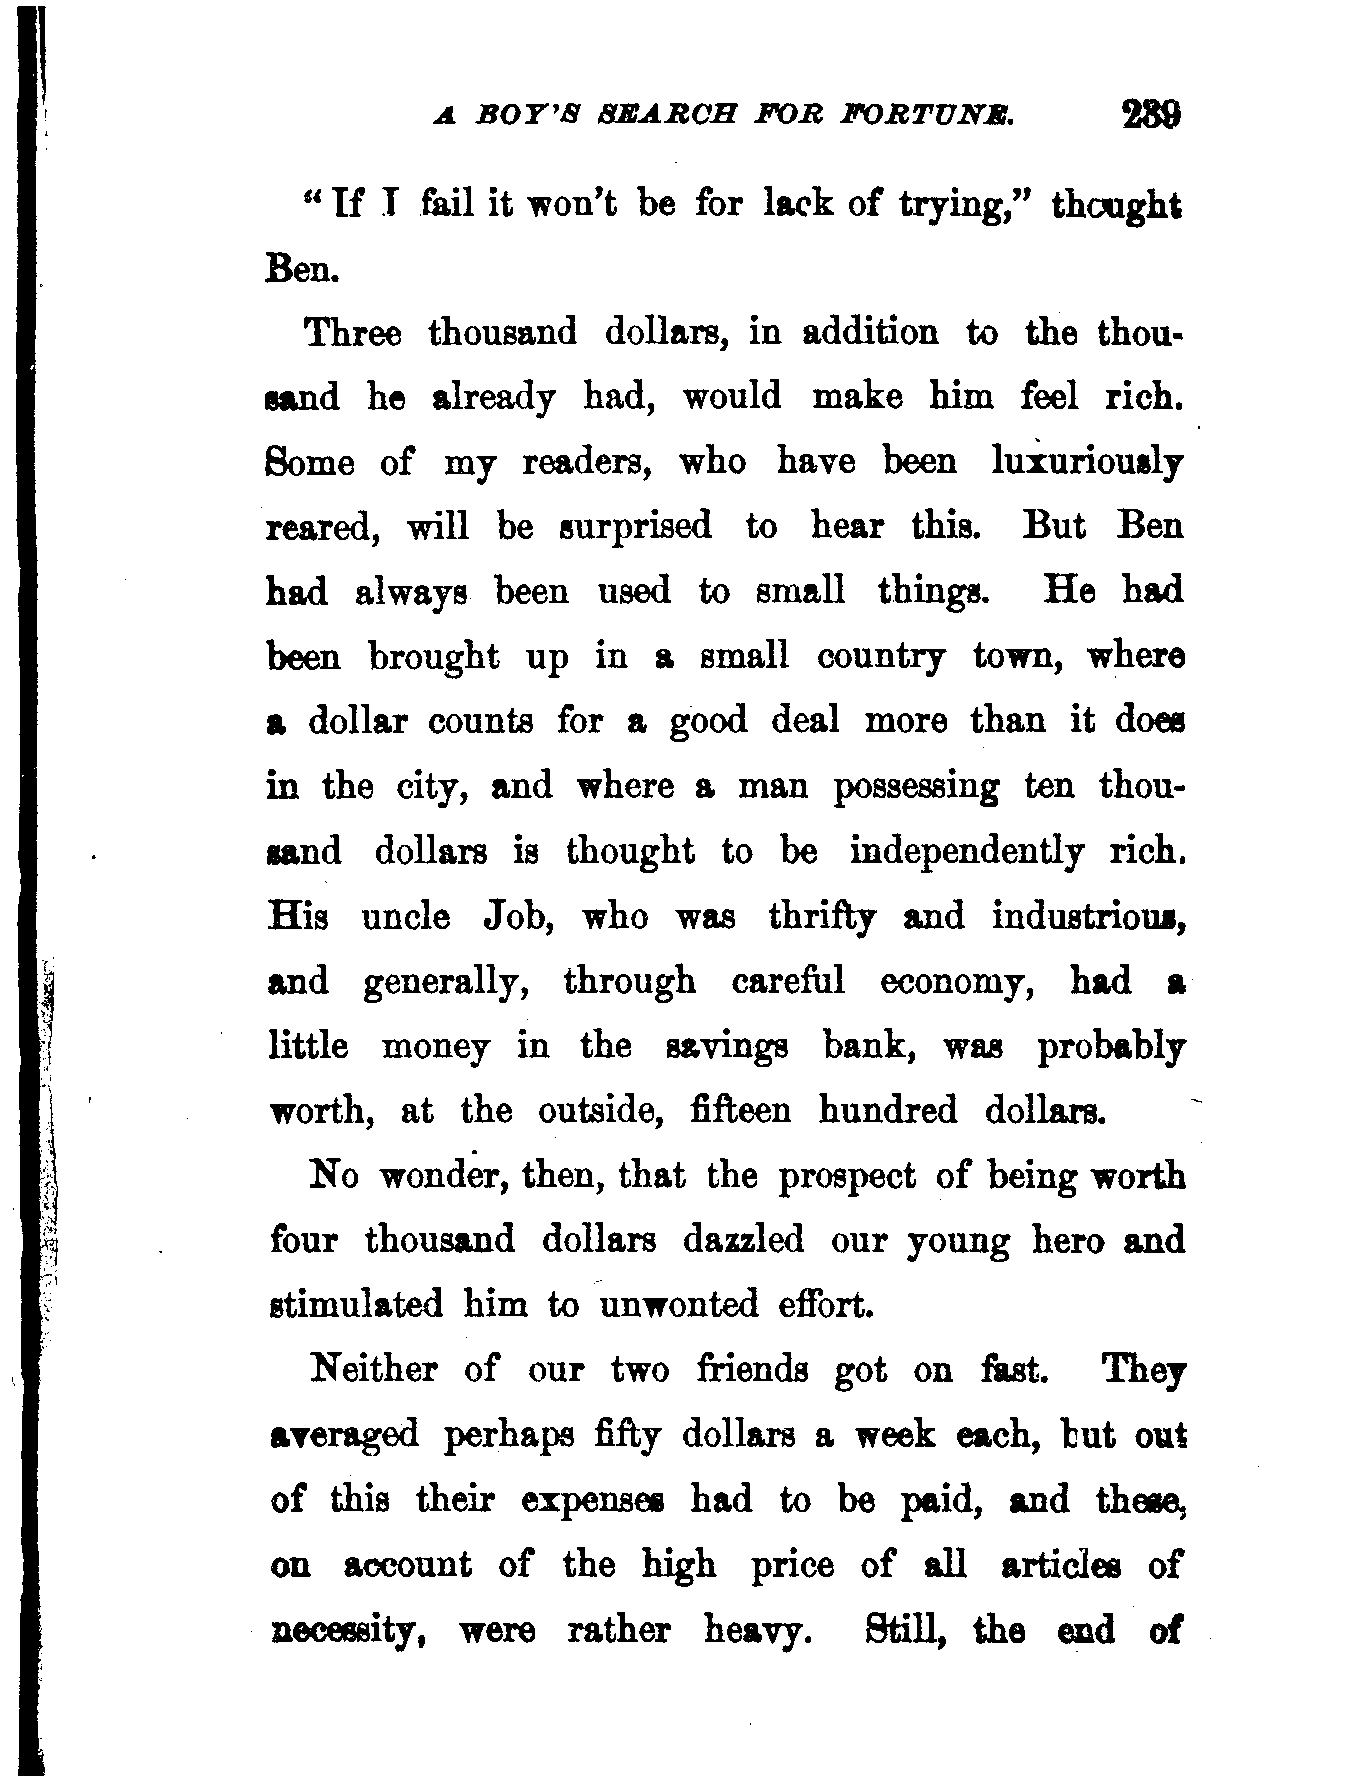 A BOY'S SEARCH FOR FORTUNE. 239
“If I fail it won't be for lack of trying,” thought
Ben.
Three thousand dollars, in addition to the thou-
sand he already had, would make him feel rich.
Some of my readers, who have been luxuriously
reared, will be surprised to hear this. But Ben
had always been used to small things. He had
been brought up in a small country town, where
a dollar counts for a good deal more than it does
in the city, and where a man possessing ten thou-
sand dollars is thought to be independently rich.
His uncle Job, who was thrifty and industrious,
and generally, through careful economy, had a
little money in the savings bank, was probably
worth, at the outside, fifteen hundred dollars.
No wonder, then, that the prospect of being worth
four thousand dollars dazzled our young hero and
stimulated him to unwonted effort.
Neither of our two friends got on fast. They
averaged perhaps fifty dollars a week each, but out
of this their expenses had to be paid, and these,
on account of the high price of all articles of
necessity, were rather heavy. Still, the end of